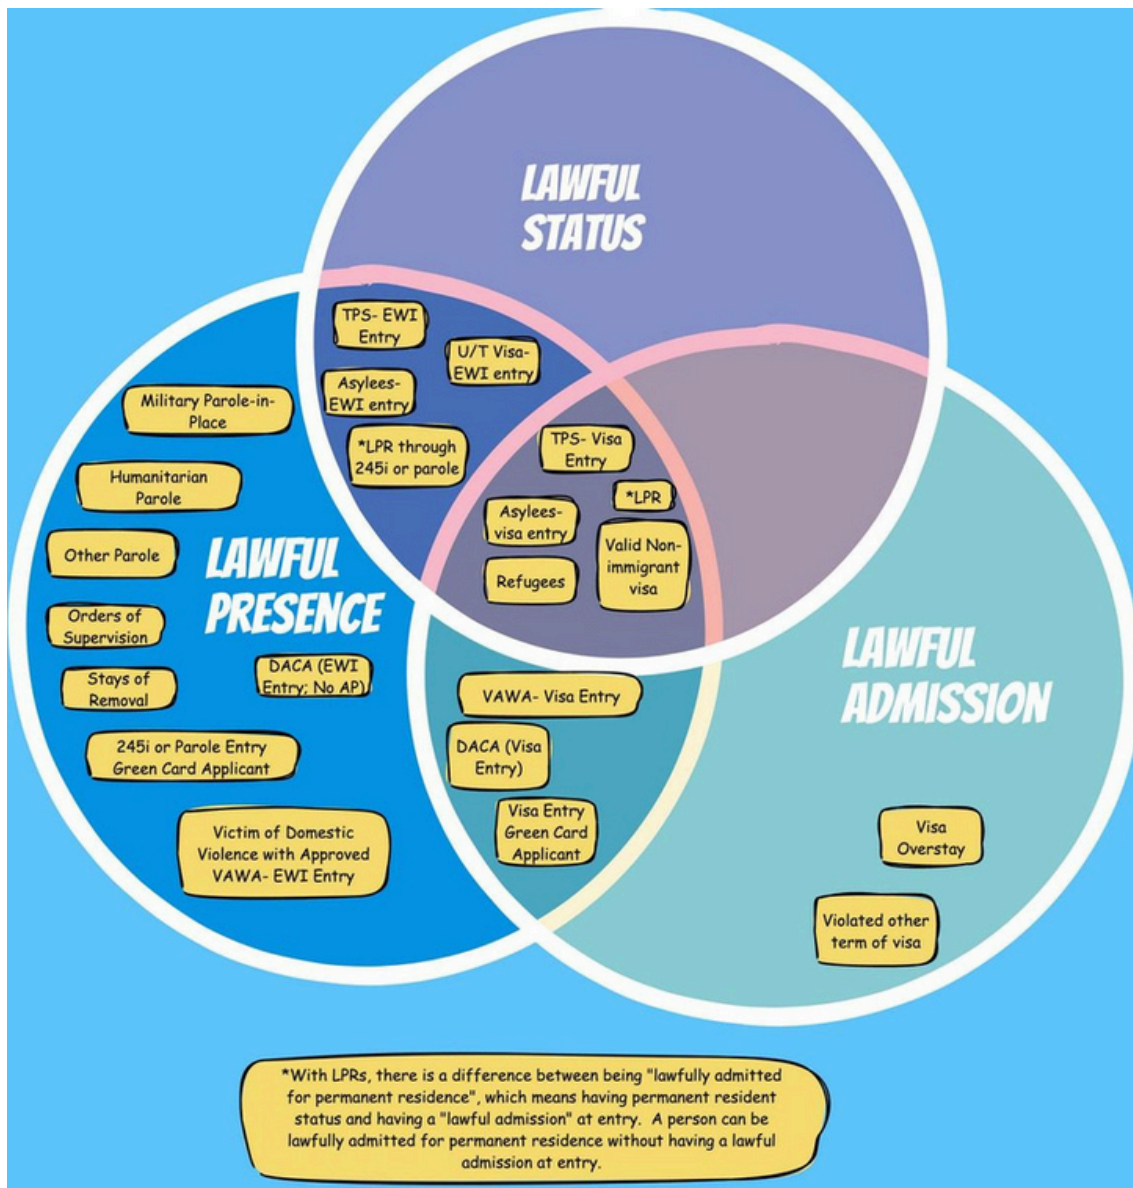 LAWFUL
STATUS
TPS- EWI
Entry
U/T Visa-
EWI entry
Asylees-
EWI entry
*LPR through
245i or parole
Military Parole-in-
Place
Humanitarian
Parole
Other Parole
LAWFUL
PRESENCE
Orders of
Supervision
Stays of
Removal
DACA (EWI
Entry; No AP)
245i or Parole Entry
Green Card Applicant
Victim of Domestic
Violence with Approved
VAWA- EWI Entry
TPS- Visa
Entry
*LPR
Asylees-
visa entry
Valid Non-
immigrant
visa
Refugees
VAWA- Visa Entry
DACA (Visa
Entry)
Visa Entry
Green Card
Applicant
LAWFUL
ADMISSION
Visa
Overstay
Violated other
term of visa
*With LPRs, there is a difference between being "lawfully admitted
for permanent residence", which means having permanent resident
status and having a "lawful admission" at entry. A person can be
lawfully admitted for permanent residence without having a lawful
admission at entry.